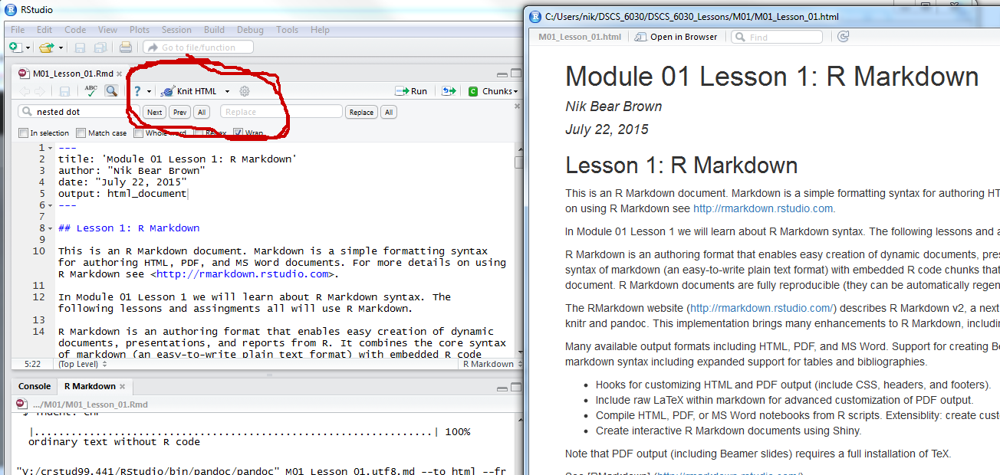 RStudio
File Edit Code View Plots Session Build Debug Tools Help
Go to file/function
M01_Lesson_01.Rmd
ABC ? Knit HTML Run Chunks
nested dot Next Prev All Replace Replace All
In selection Match case Whole word Regex Wrap
1 ---
2 title: 'Module 01 Lesson 1: R Markdown'
3 author: "Nik Bear Brown"
4 date: "July 22, 2015"
5 output: html_document
6 ---
7
8 ## Lesson 1: R Markdown
9
10 This is an R Markdown document. Markdown is a simple formatting syntax
for authoring HTML, PDF, and MS Word documents. For more details on using
R Markdown see <http://rmarkdown.rstudio.com>.
11
12 In Module 01 Lesson 1 we will learn about R Markdown syntax. The
following lessons and assingments all will use R Markdown.
13
14 R Markdown is an authoring format that enables easy creation of dynamic
documents, presentations, and reports from R. It combines the core syntax
of markdown (an easy-to-write plain text format) with embedded R code
5:22 (Top Level) R Markdown
Console R Markdown
.../M01/M01_Lesson_01.Rmd
|.................................................................| 100%
ordinary text without R code
"v:/crstud99.441/RStudio/bin/pandoc/pandoc" M01_Lesson_01.utf8.md --to html --fr
C:/Users/nik/DSCS_6030/DSCS_6030_Lessons/M01/M01_Lesson_01.html
M01_Lesson_01.html Open in Browser Find
Module 01 Lesson 1: R Markdown
Nik Bear Brown
July 22, 2015
Lesson 1: R Markdown
This is an R Markdown document. Markdown is a simple formatting syntax for authoring HT
on using R Markdown see http://rmarkdown.rstudio.com.
In Module 01 Lesson 1 we will learn about R Markdown syntax. The following lessons and a
R Markdown is an authoring format that enables easy creation of dynamic documents, pres
syntax of markdown (an easy-to-write plain text format) with embedded R code chunks that
document. R Markdown documents are fully reproducible (they can be automatically regen
The RMarkdown website (http://rmarkdown.rstudio.com/) describes R Markdown v2, a next
knitr and pandoc. This implementation brings many enhancements to R Markdown, includin
Many available output formats including HTML, PDF, and MS Word. Support for creating Be
markdown syntax including expanded support for tables and bibliographies.
• Hooks for customizing HTML and PDF output (include CSS, headers, and footers).
• Include raw LaTeX within markdown for advanced customization of PDF output.
• Compile HTML, PDF, or MS Word notebooks from R scripts. Extensiblity: create cust
• Create interactive R Markdown documents using Shiny.
Note that PDF output (including Beamer slides) requires a full installation of TeX.
See [RMarkdown] (http://rmarkdown.rstudio.com/)